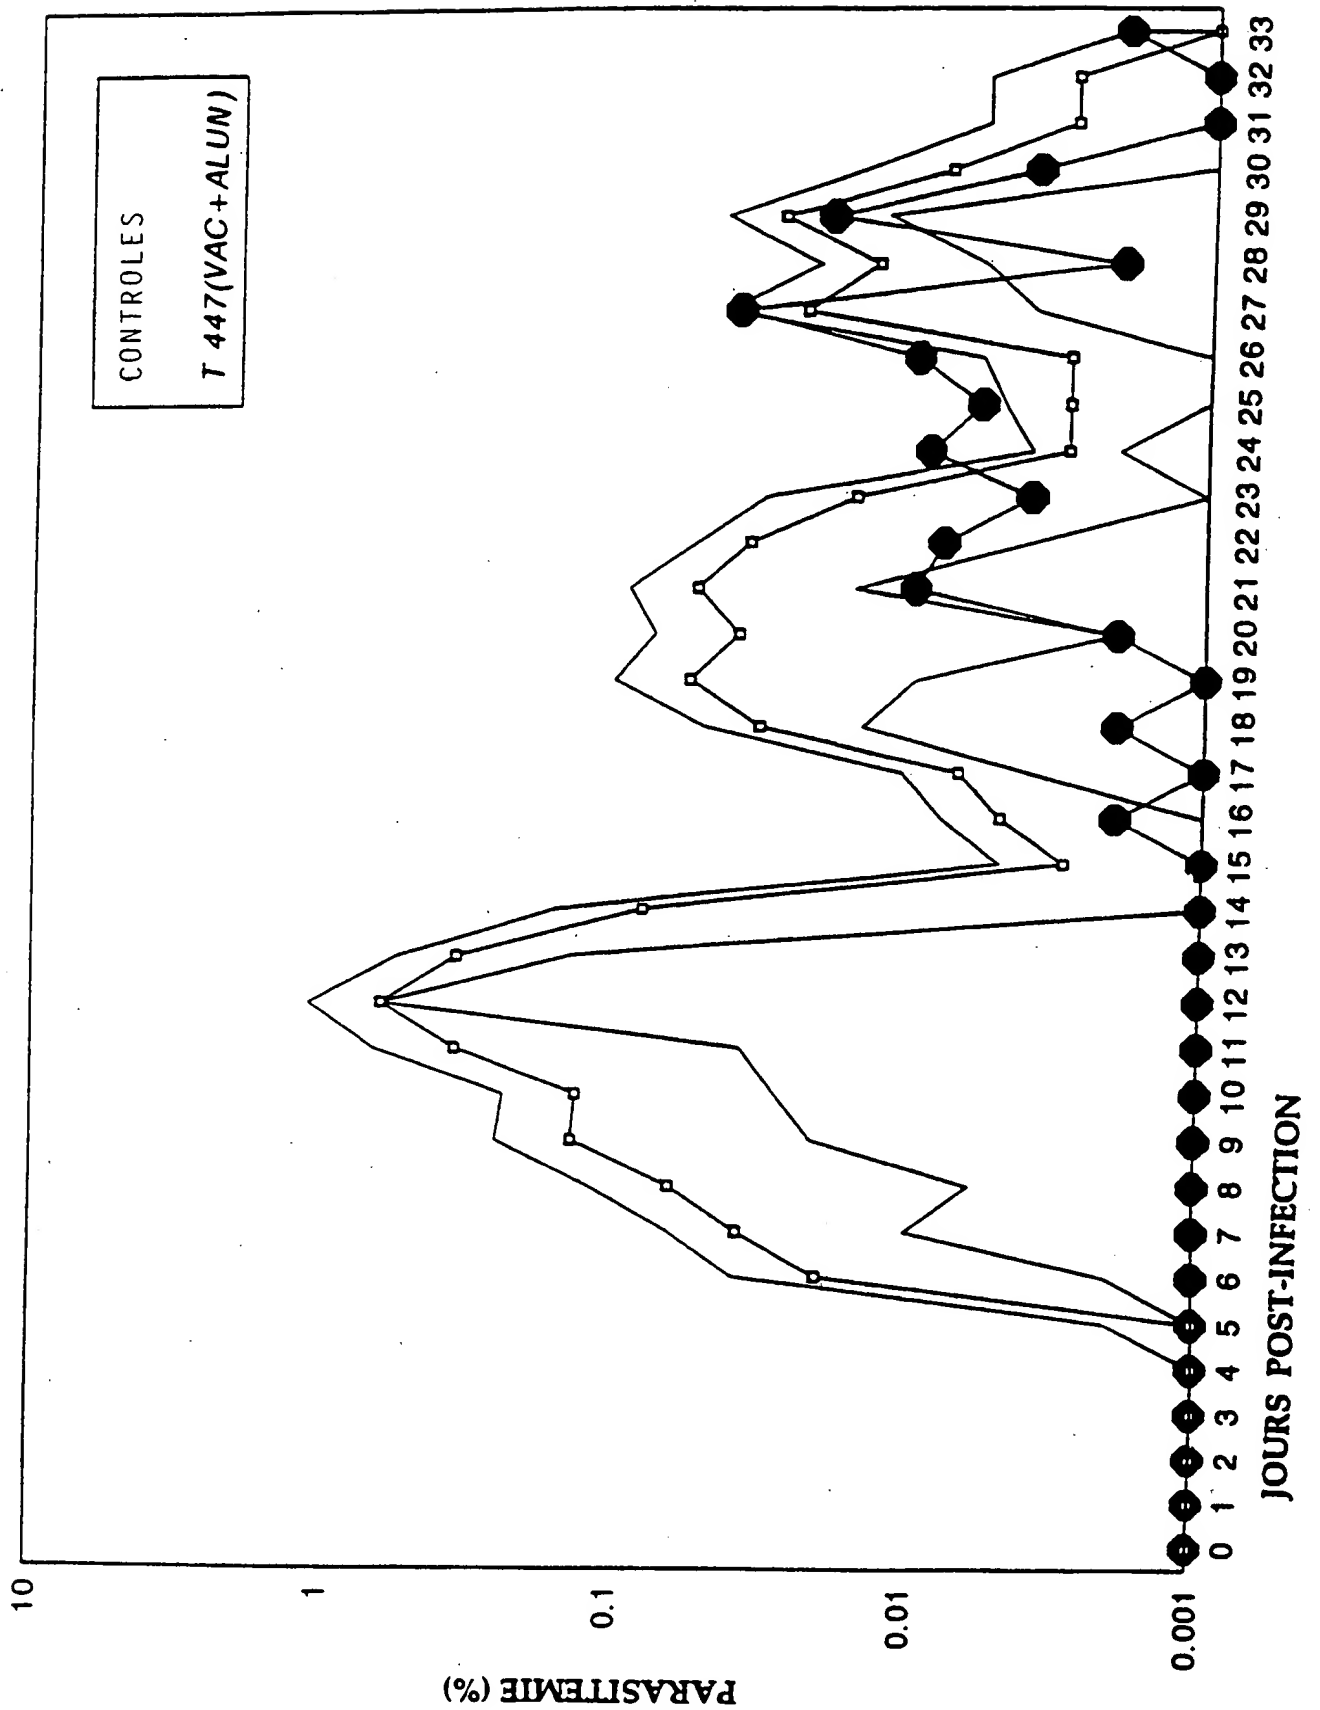 CONTROLES
T 447(VAC+ALUN)
PARASITEMIE (%)
10
1
0.1
0.01
0.001
0 1 2 3 4 5 6 7 8 9 10 11 12 13 14 15 16 17 18 19 20 21 22 23 24 25 26 27 28 29 30 31 32 33
JOURS POST-INFECTION